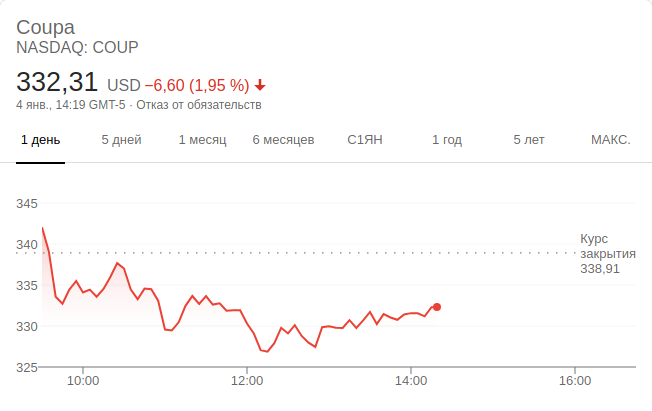 Coupa
NASDAQ: COUP
332,31 USD −6,60 (1,95 %)
4 янв., 14:19 GMT-5 · Отказ от обязательств
1 день 5 дней 1 месяц 6 месяцев С1ЯН 1 год 5 лет МАКС.
345
340
335
330
325
Курс
закрытия
338,91
10:00 12:00 14:00 16:00